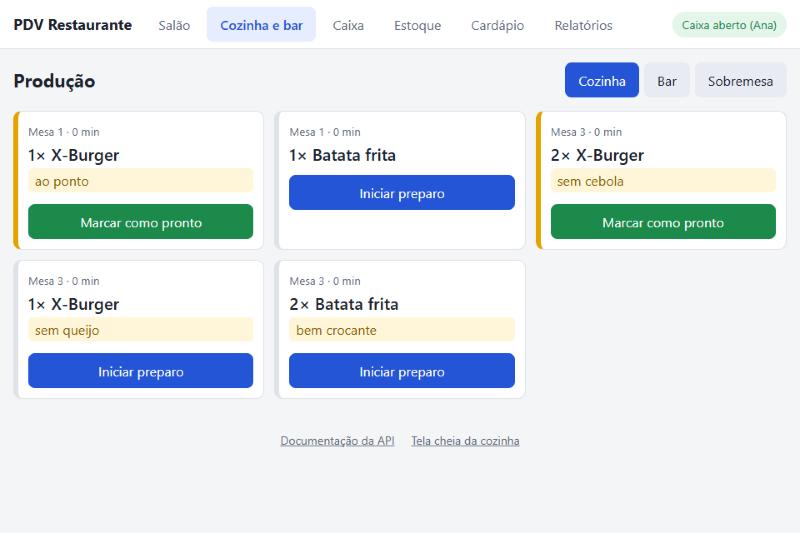 PDV Restaurante Salão Cozinha e bar Caixa Estoque Cardápio Relatórios Caixa aberto (Ana)
Produção Cozinha Bar Sobremesa
Mesa 1 · 0 min
1× X-Burger
ao ponto
Marcar como pronto
Mesa 1 · 0 min
1× Batata frita
Iniciar preparo
Mesa 3 · 0 min
2× X-Burger
sem cebola
Marcar como pronto
Mesa 3 · 0 min
1× X-Burger
sem queijo
Iniciar preparo
Mesa 3 · 0 min
2× Batata frita
bem crocante
Iniciar preparo
Documentação da API Tela cheia da cozinha